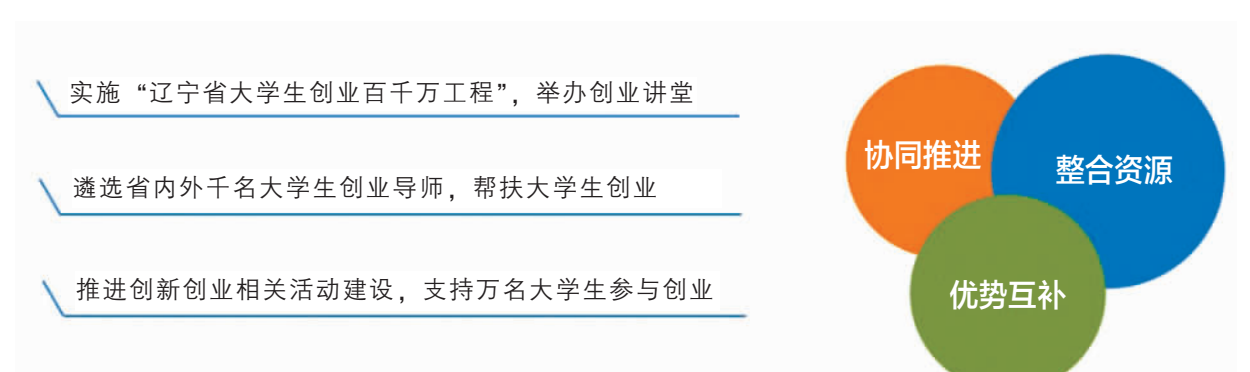 实施“辽宁省大学生创业百千万工程”，举办创业讲堂
遴选省内外千名大学生创业导师，帮扶大学生创业
推进创新创业相关活动建设，支持万名大学生参与创业
协同推进
整合资源
优势互补